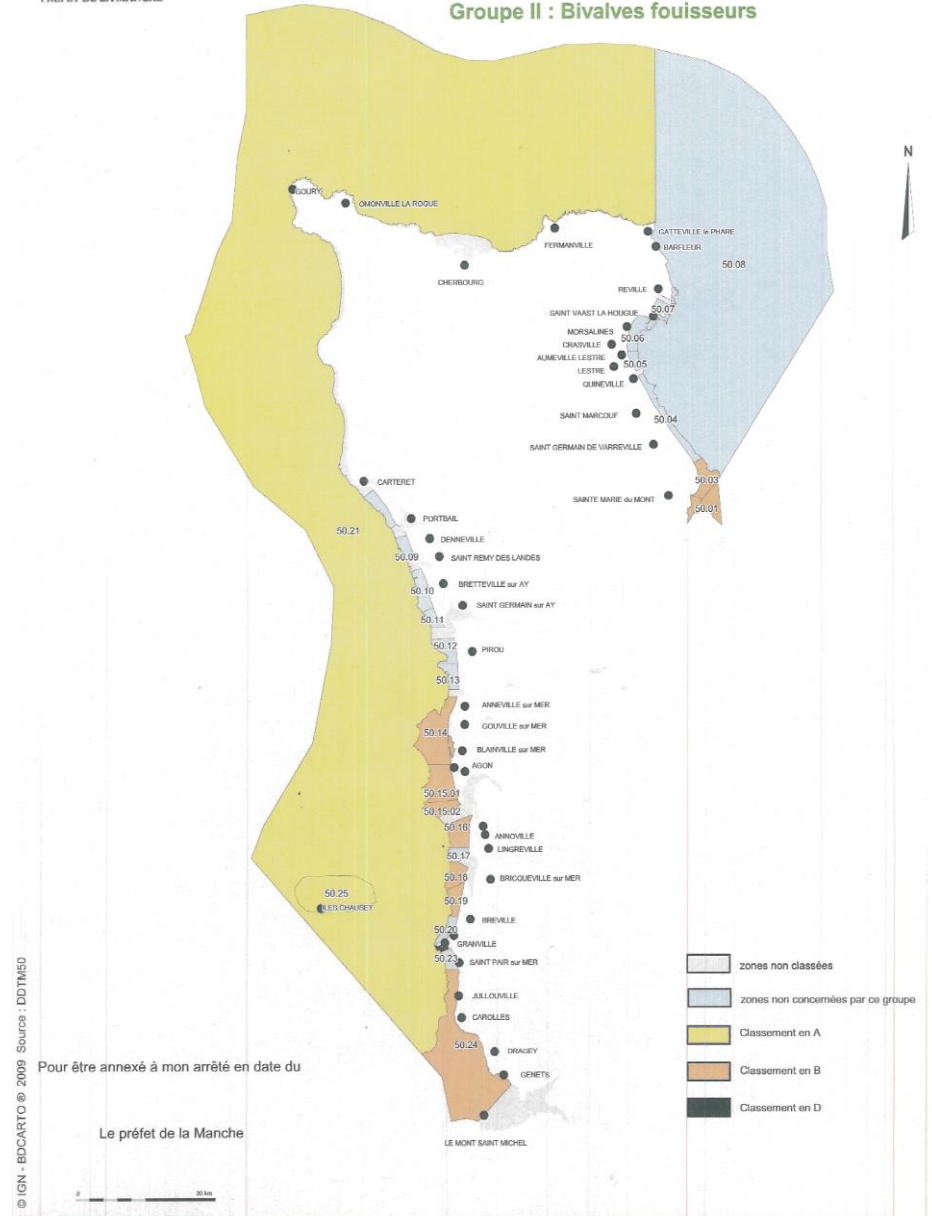 Groupe II : Bivalves fouisseurs
N
GOURY
OMONVILLE LA ROGUE
FERMANVILLE
GATTEVILLE le PHARE
BARFLEUR
50.08
CHERBOURG
REVILLE
50.07
SAINT VAAST LA HOUGUE
MORSALINES
50.06
CRASVILLE
AUMEVILLE LESTRE
50.05
LESTRE
QUINEVILLE
SAINT MARCOUF
50.04
SAINT GERMAIN DE VARREVILLE
CARTERET
50.03
SAINTE MARIE du MONT
50.01
PORTBAIL
50.21
DENNEVILLE
50.09
SAINT REMY DES LANDES
BRETTEVILLE sur AY
50.10
SAINT GERMAIN sur AY
50.11
50.12
PIROU
50.13
ANNEVILLE sur MER
GOUVILLE sur MER
50.14
BLAINVILLE sur MER
AGON
50.15.01
50.15.02
50.16
ANNOVILLE
LINGREVILLE
50.17
50.18
BRICQUEVILLE sur MER
50.25
50.19
ILES CHAUSEY
BREVILLE
50.20
GRANVILLE
50.23
SAINT PAIR sur MER
JULLOUVILLE
CAROLLES
50.24
DRAGEY
GENETS
LE MONT SAINT MICHEL
zones non classées
zones non concernées par ce groupe
Classement en A
Classement en B
Classement en D
Pour être annexé à mon arrêté en date du
Le préfet de la Manche
© IGN - BDCARTO ® 2009 Source : DDTM50
0 20 km